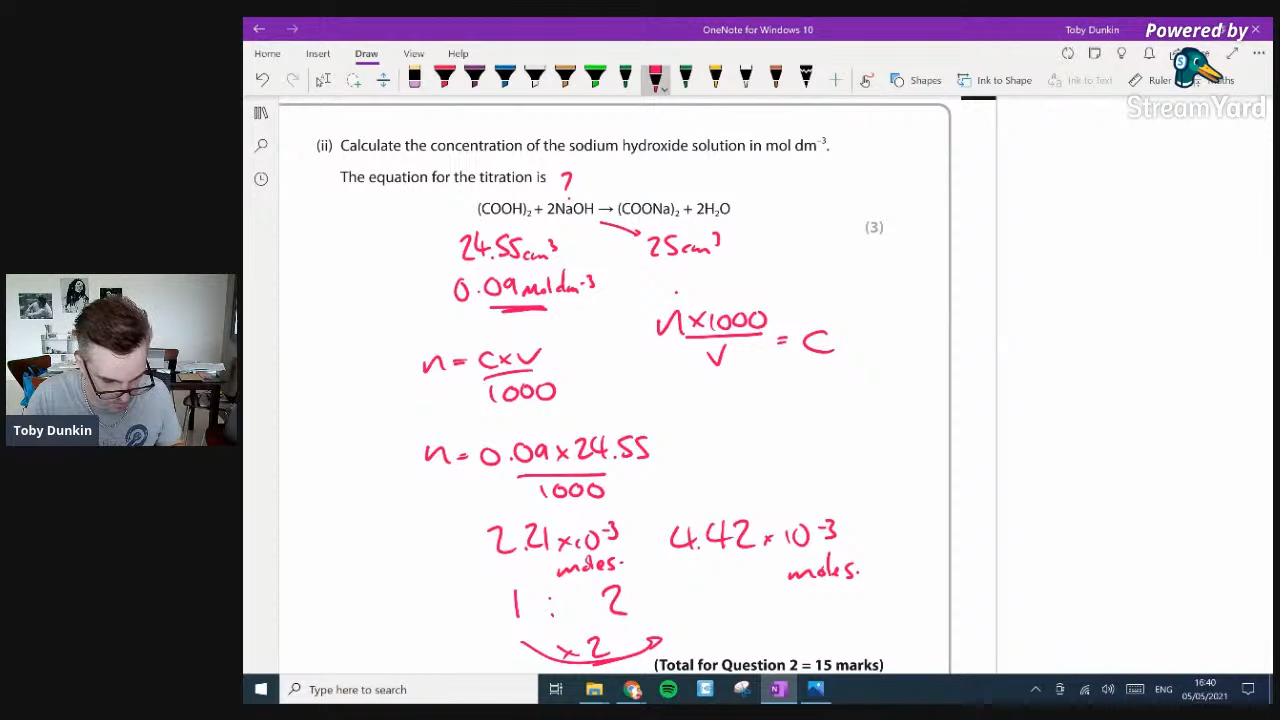 OneNote for Windows 10
Toby Dunkin
Powered by
StreamYard
Home Insert Draw View Help
Shapes Ink to Shape Ink to Text Ruler Maths
(ii) Calculate the concentration of the sodium hydroxide solution in mol dm⁻³.
The equation for the titration is
?
(COOH)₂ + 2NaOH → (COONa)₂ + 2H₂O
(3)
24.55cm³ 25cm³
0.09moldm⁻³
n×1000
V
= C
n = c×v
1000
n = 0.09×24.55
1000
2.21×10⁻³ 4.42×10⁻³
moles. moles.
1 : 2
×2
(Total for Question 2 = 15 marks)
Toby Dunkin
Type here to search
ENG
16:40
05/05/2021